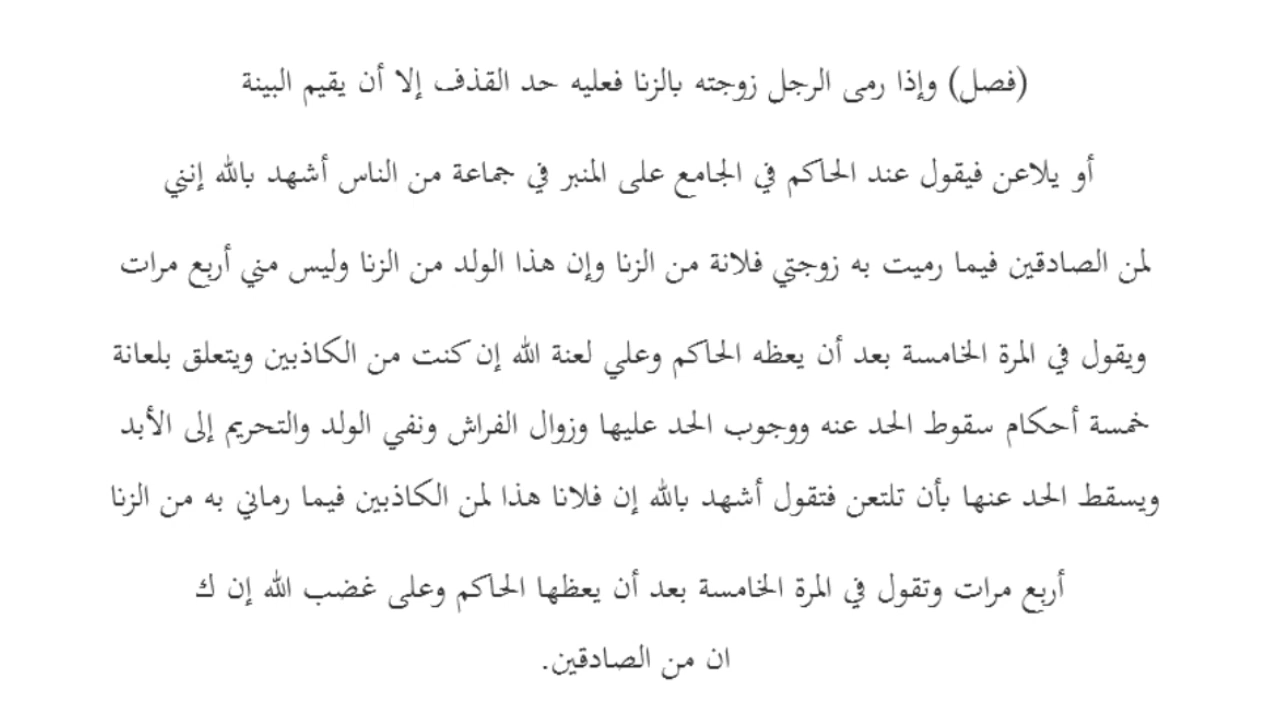 (فصل) وإذا رمى الرجل زوجته بالزنا فعليه حد القذف إلا أن يقيم البينة
أو يلاعن فيقول عند الحاكم في الجامع على المنبر في جماعة من الناس أشهد بالله إنني
لمن الصادقين فيما رميت به زوجتي فلانة من الزنا وإن هذا الولد من الزنا وليس مني أربع مرات
ويقول في المرة الخامسة بعد أن يعظه الحاكم وعلي لعنة الله إن كنت من الكاذبين ويتعلق بلعانة
خمسة أحكام سقوط الحد عنه ووجوب الحد عليها وزوال الفراش ونفي الولد والتحريم إلى الأبد
ويسقط الحد عنها بأن تلتعن فتقول أشهد بالله إن فلانا هذا لمن الكاذبين فيما رماني به من الزنا
أربع مرات وتقول في المرة الخامسة بعد أن يعظها الحاكم وعلى غضب الله إن ك
ان من الصادقين.